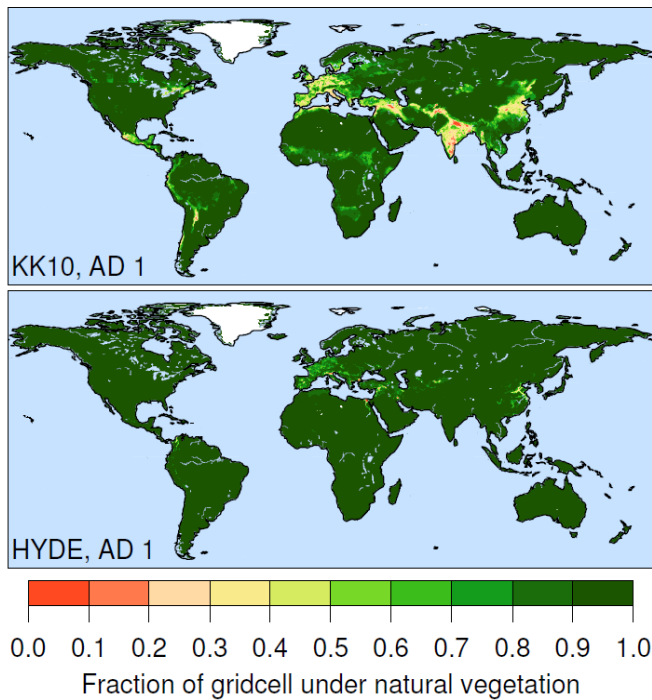 KK10, AD 1
HYDE, AD 1
0.0 0.1 0.2 0.3 0.4 0.5 0.6 0.7 0.8 0.9 1.0
Fraction of gridcell under natural vegetation